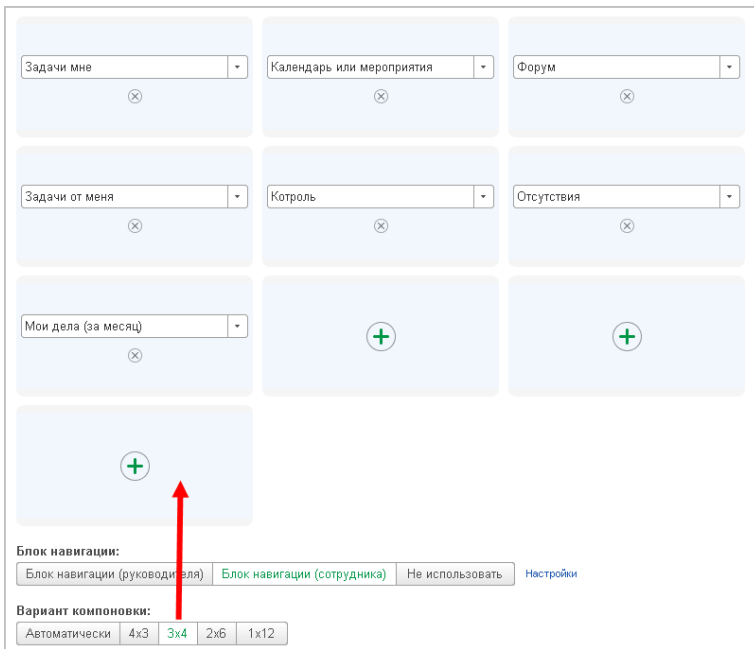 Задачи мне
Календарь или мероприятия
Форум
Задачи от меня
Котроль
Отсутствия
Мои дела (за месяц)
Блок навигации:
Блок навигации (руководителя) Блок навигации (сотрудника) Не использовать Настройки
Вариант компоновки:
Автоматически 4x3 3x4 2x6 1x12